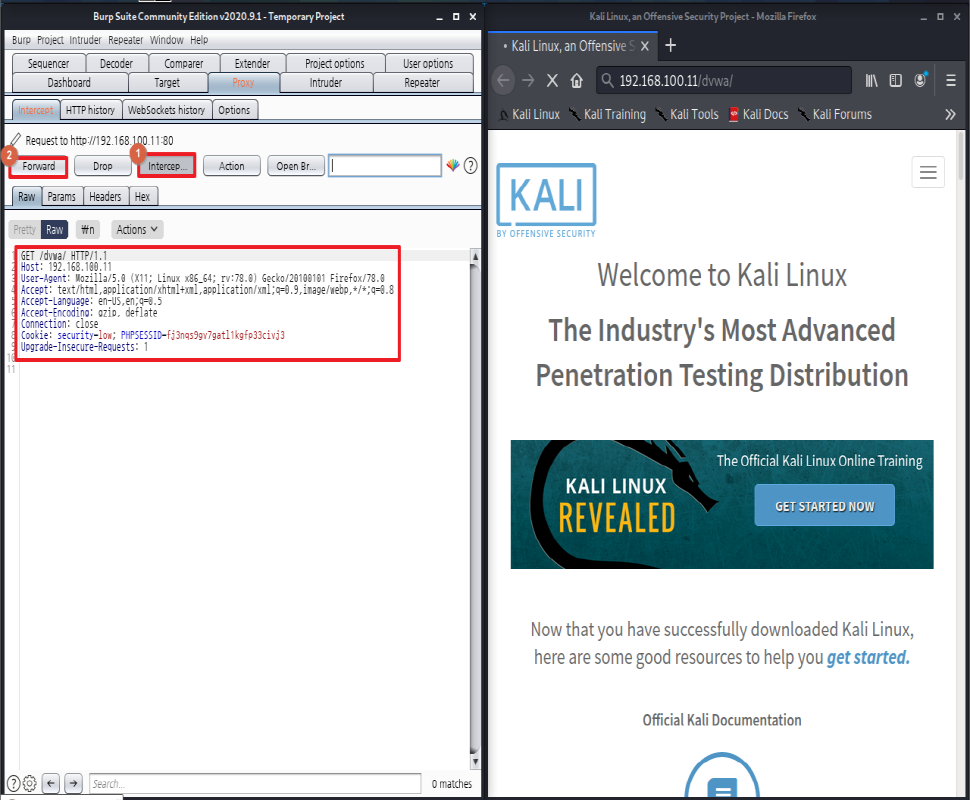 Burp Suite Community Edition v2020.9.1 - Temporary Project
Burp Project Intruder Repeater Window Help
Sequencer Decoder Comparer Extender Project options User options
Dashboard Target Proxy Intruder Repeater
Intercept HTTP history WebSockets history Options
Request to http://192.168.100.11:80
2 1
Forward Drop Intercep... Action Open Br...
Raw Params Headers Hex
Pretty Raw \n Actions
1 GET /dvwa/ HTTP/1.1
2 Host: 192.168.100.11
3 User-Agent: Mozilla/5.0 (X11; Linux x86_64; rv:78.0) Gecko/20100101 Firefox/78.0
4 Accept: text/html,application/xhtml+xml,application/xml;q=0.9,image/webp,*/*;q=0.8
5 Accept-Language: en-US,en;q=0.5
6 Accept-Encoding: gzip, deflate
7 Connection: close
8 Cookie: security=low; PHPSESSID=fj3nqs9gv7gatl1kgfp33civj3
9 Upgrade-Insecure-Requests: 1
10
11
Search...
0 matches
Kali Linux, an Offensive Security Project - Mozilla Firefox
Kali Linux, an Offensive S
192.168.100.11/dvwa/
Kali Linux Kali Training Kali Tools Kali Docs Kali Forums
KALI
BY OFFENSIVE SECURITY
Welcome to Kali Linux
The Industry's Most Advanced
Penetration Testing Distribution
The Official Kali Linux Online Training
KALI LINUX
REVEALED
GET STARTED NOW
Now that you have successfully downloaded Kali Linux,
here are some good resources to help you get started.
Official Kali Documentation